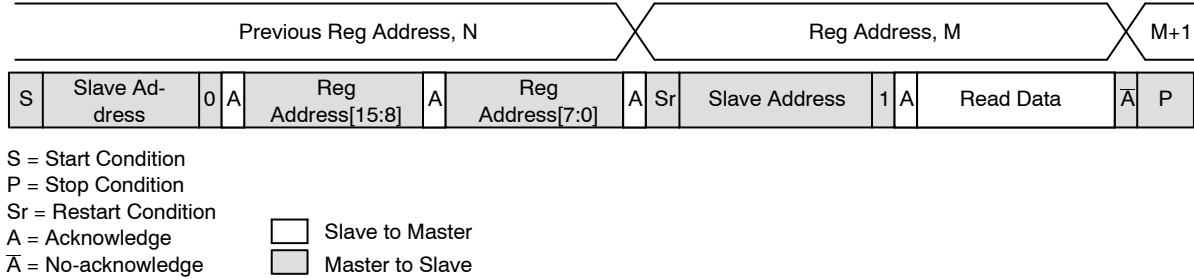 Previous Reg Address, N Reg Address, M M+1
S Slave Ad-
dress 0 A Reg
Address[15:8] A Reg
Address[7:0] A Sr Slave Address 1 A Read Data A̅ P
S = Start Condition
P = Stop Condition
Sr = Restart Condition
A = Acknowledge
A̅ = No-acknowledge
Slave to Master
Master to Slave